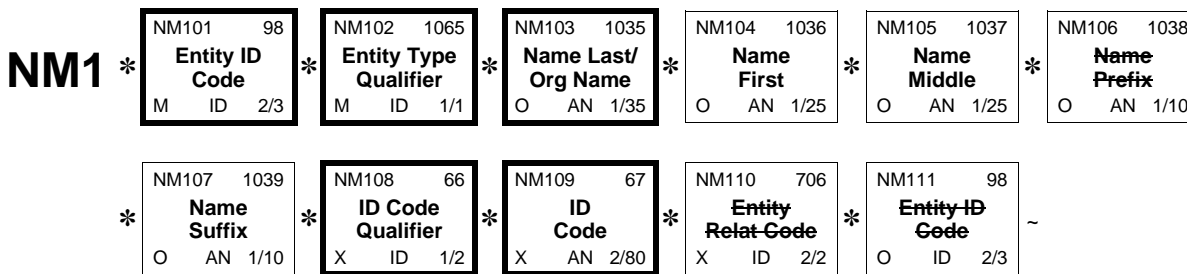 NM101 98 NM102 1065 NM103 1035 NM104 1036 NM105 1037 NM106 1038
NM1 * Entity ID * Entity Type * Name Last/ * Name * Name * Name
Code Qualifier Org Name First Middle Prefix
M ID 2/3 M ID 1/1 O AN 1/35 O AN 1/25 O AN 1/25 O AN 1/10
NM107 1039 NM108 66 NM109 67 NM110 706 NM111 98
* Name * ID Code * ID * Entity * Entity ID ~
Suffix Qualifier Code Relat Code Code
O AN 1/10 X ID 1/2 X AN 2/80 X ID 2/2 O ID 2/3